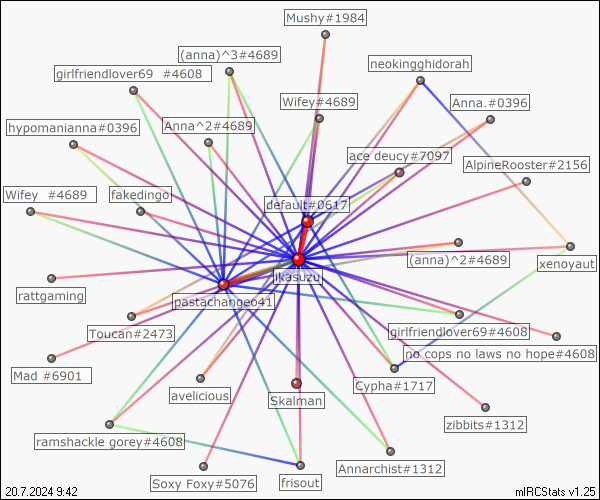 Mushy#1984
(anna)^3#4689
neokingghidorah
girlfriendlover69 #4608
Wifey#4689
Anna.#0396
hypomanianna#0396
Anna^2#4689
ace deucy#7097
AlpineRooster#2156
Wifey #4689
fakedingo
default#0617
(anna)^2#4689
xenoyaut
ikasuzu
rattgaming
pastachangeo41
Toucan#2473
girlfriendlover69#4608
no cops no laws no hope#4608
Mad #6901
Cypha#1717
avelicious
Skalman
zibbits#1312
ramshackle gorey#4608
Annarchist#1312
Soxy Foxy#5076
frisout
20.7.2024 9:42
mIRCStats v1.25